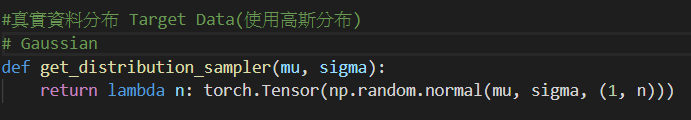 #真實資料分布 Target Data(使用高斯分布)
# Gaussian
def get_distribution_sampler(mu, sigma):
    return lambda n: torch.Tensor(np.random.normal(mu, sigma, (1, n)))